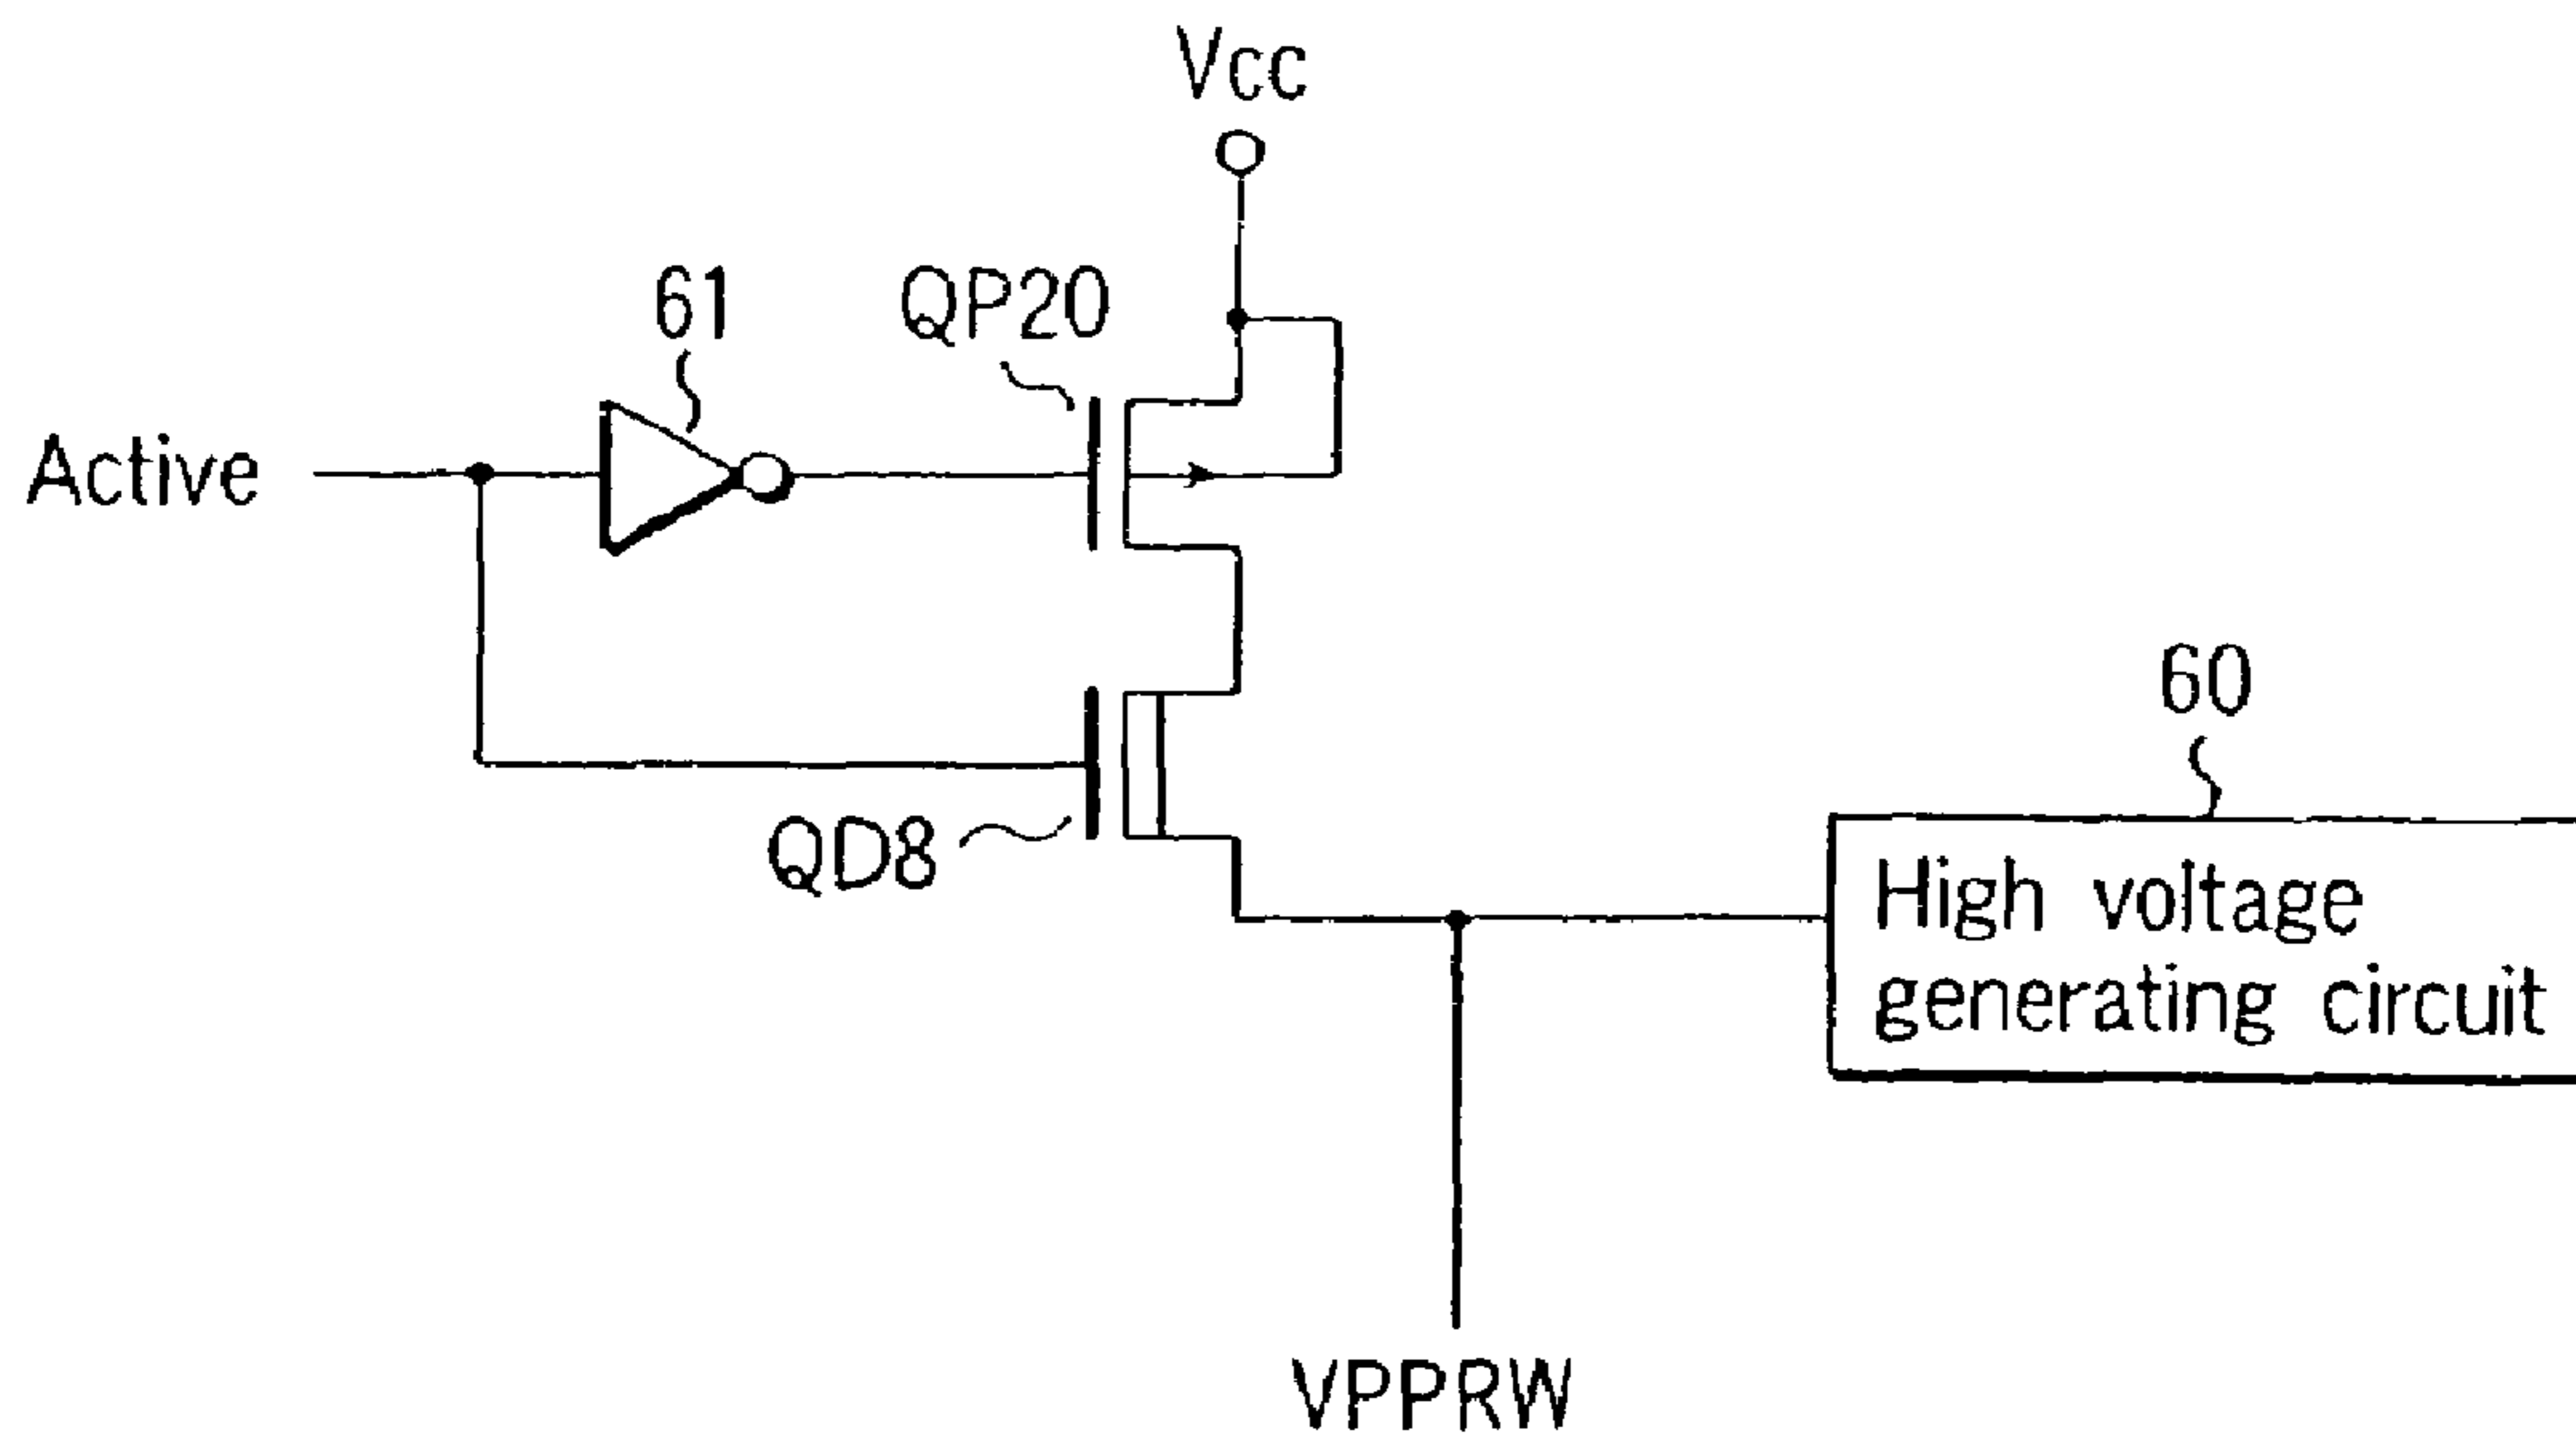 Vcc
61
QP20
Active
60
QD8
High voltage
generating circuit
VPPRW